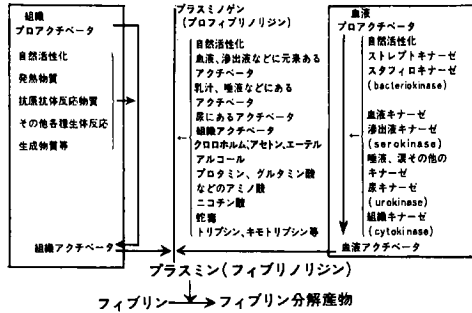 組織
プロアクチベータ
自然活性化
発熱物質
抗原抗体反応物質
その他各種生体反応
生成物質等
組織アクチベータ
プラスミノゲン
(プロフィブリノリジン)
自然活性化
血液、滲出液などに元来ある
アクチベータ
乳汁、唾液などにある
アクチベータ
尿にあるアクチベータ
組織アクチベータ
クロロホルム、アセトン、エーテル
アルコール
プロタミン、グルタミン酸
などのアミノ酸
ニコチン酸
蛇毒
トリプシン、キモトリプシン等
血液
プロアクチベータ
自然活性化
ストレプトキナーゼ
スタフィロキナーゼ
(bacteriokinase)
血液キナーゼ
滲出液キナーゼ
(serokinase)
唾液、涙その他の
キナーゼ
尿キナーゼ
(urokinase)
組織キナーゼ
(cytokinase)
血液アクチベータ
プラスミン(フィブリノリジン)
フィブリン → フィブリン分解産物